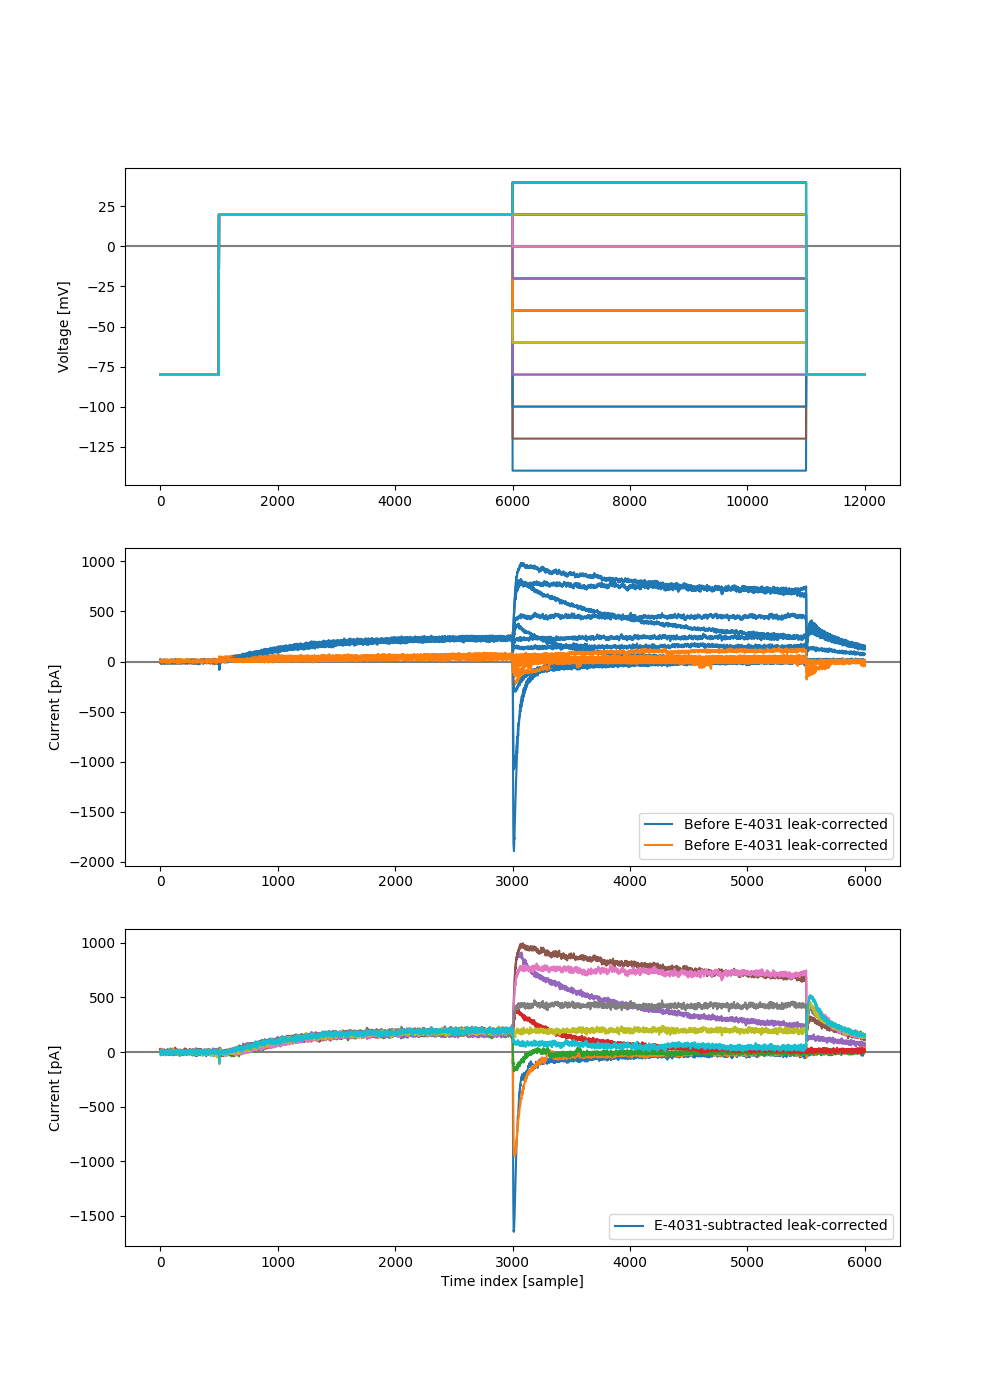 25
0
−25
−50
−75
−100
−125
Voltage [mV]
0 2000 4000 6000 8000 10000 12000
1000
500
0
−500
−1000
−1500
−2000
Current [pA]
Before E-4031 leak-corrected
Before E-4031 leak-corrected
0 1000 2000 3000 4000 5000 6000
1000
500
0
−500
−1000
−1500
Current [pA]
E-4031-subtracted leak-corrected
0 1000 2000 3000 4000 5000 6000
Time index [sample]